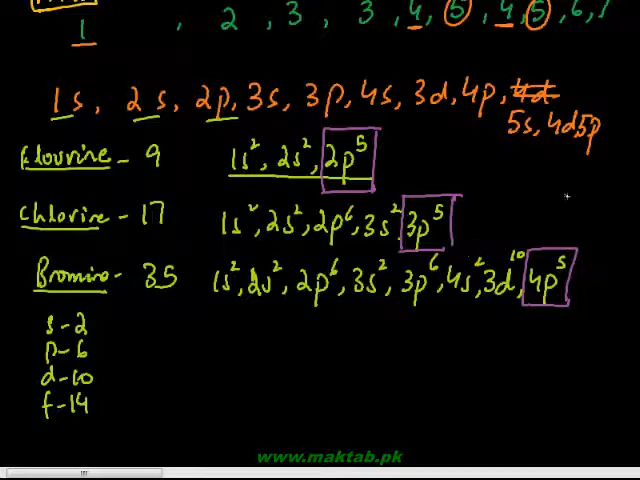 1 , 2 , 3 , 3 , 4 , 5 , 4 , 5 , 6 ,
1s, 2s, 2p, 3s, 3p, 4s, 3d, 4p, 4d
5s, 4d, 5p
Flourine - 9 1s², 2s², 2p⁵
Chlorine - 17 1s², 2s², 2p⁶, 3s², 3p⁵
Bromine - 35 1s², 2s², 2p⁶, 3s², 3p⁶, 4s², 3d¹⁰, 4p⁵
s - 2
p - 6
d - 10
f - 14
www.maktab.pk